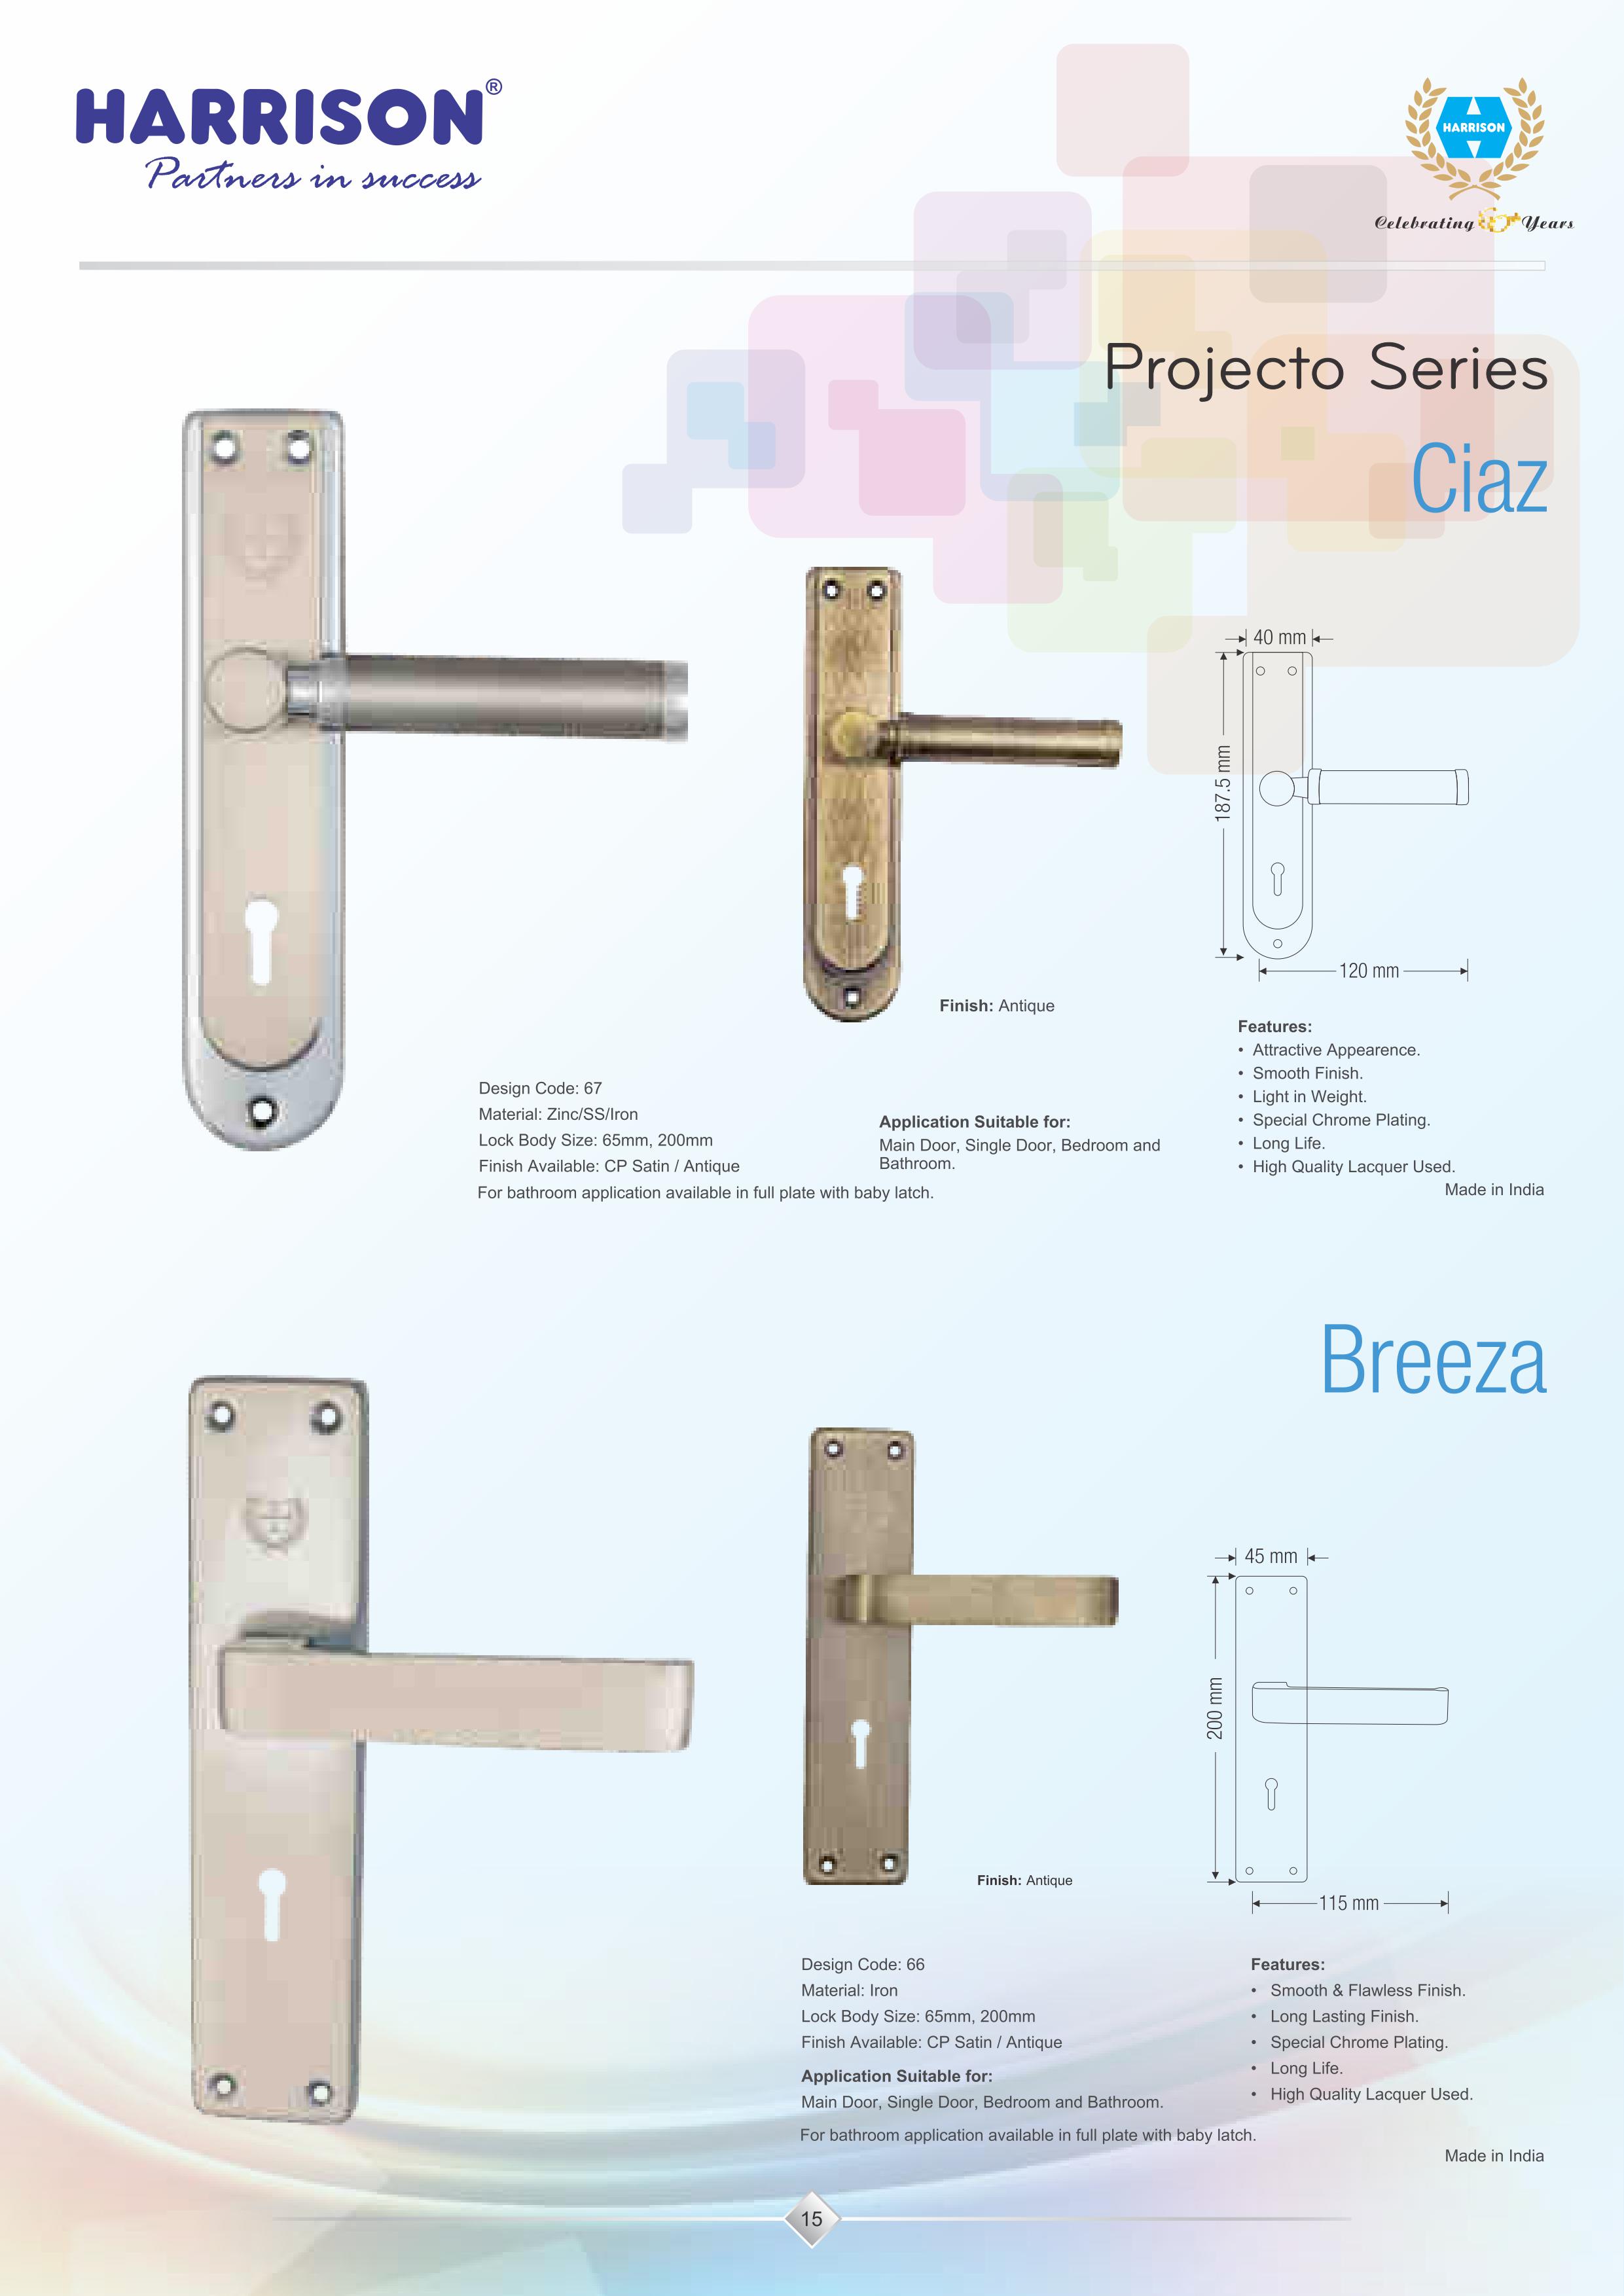 HARRISON®
Partners in success
HARRISON
Celebrating Years
Projecto Series
Ciaz
40 mm
187.5 mm
120 mm
Finish: Antique
Features:
• Attractive Appearence.
• Smooth Finish.
• Light in Weight.
• Special Chrome Plating.
• Long Life.
• High Quality Lacquer Used.
Made in India
Design Code: 67
Material: Zinc/SS/Iron
Lock Body Size: 65mm, 200mm
Finish Available: CP Satin / Antique
For bathroom application available in full plate with baby latch.
Application Suitable for:
Main Door, Single Door, Bedroom and
Bathroom.
Breeza
45 mm
200 mm
115 mm
Finish: Antique
Design Code: 66
Material: Iron
Lock Body Size: 65mm, 200mm
Finish Available: CP Satin / Antique
Application Suitable for:
Main Door, Single Door, Bedroom and Bathroom.
For bathroom application available in full plate with baby latch.
Features:
• Smooth & Flawless Finish.
• Long Lasting Finish.
• Special Chrome Plating.
• Long Life.
• High Quality Lacquer Used.
Made in India
15